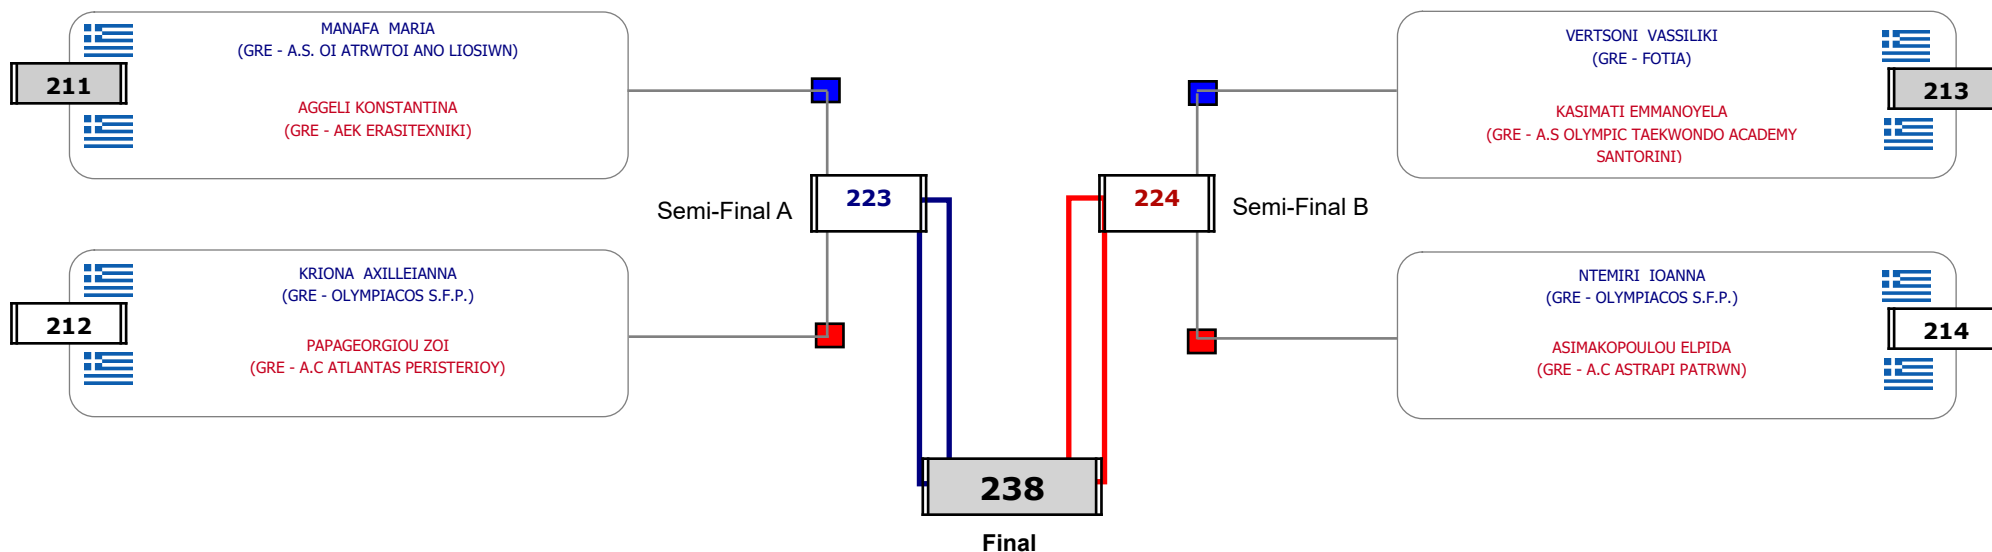 MANAFA MARIA
(GRE - A.S. OI ATRWTOI ANO LIOSIWN)
211
AGGELI KONSTANTINA
(GRE - AEK ERASITEXNIKI)
VERTSONI VASSILIKI
(GRE - FOTIA)
213
KASIMATI EMMANOYELA
(GRE - A.S OLYMPIC TAEKWONDO ACADEMY
SANTORINI)
Semi-Final A
223
224
Semi-Final B
KRIONA AXILLEIANNA
(GRE - OLYMPIACOS S.F.P.)
212
PAPAGEORGIOU ZOI
(GRE - A.C ATLANTAS PERISTERIOY)
NTEMIRI IOANNA
(GRE - OLYMPIACOS S.F.P.)
214
ASIMAKOPOULOU ELPIDA
(GRE - A.C ASTRAPI PATRWN)
238
Final